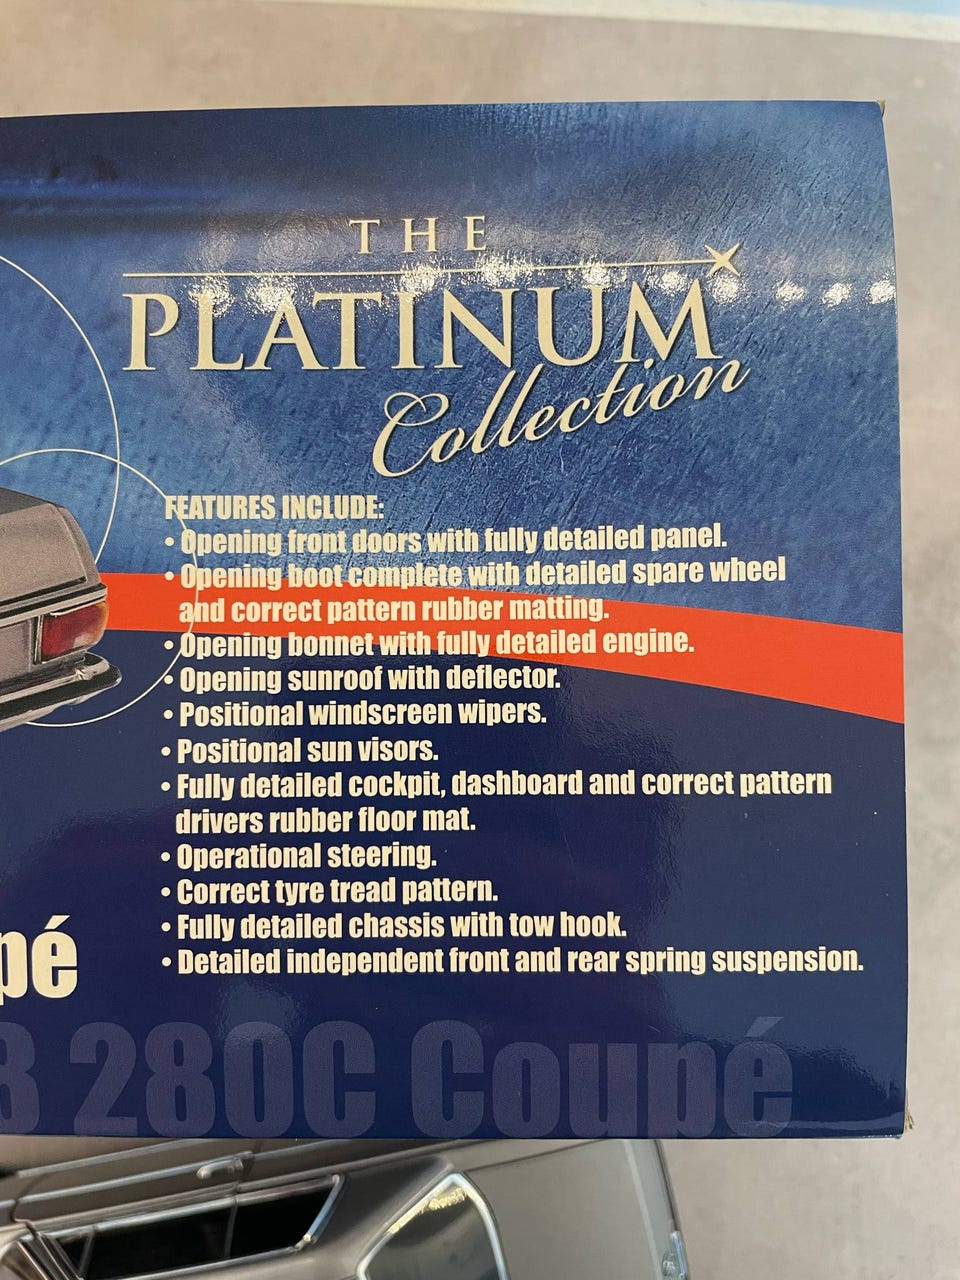 THE
PLATINUM
Collection
FEATURES INCLUDE:
• Opening front doors with fully detailed panel.
• Opening boot complete with detailed spare wheel
and correct pattern rubber matting.
• Opening bonnet with fully detailed engine.
• Opening sunroof with deflector.
• Positional windscreen wipers.
• Positional sun visors.
• Fully detailed cockpit, dashboard and correct pattern
drivers rubber floor mat.
• Operational steering.
• Correct tyre tread pattern.
• Fully detailed chassis with tow hook.
• Detailed independent front and rear spring suspension.
pé
280C Coupé